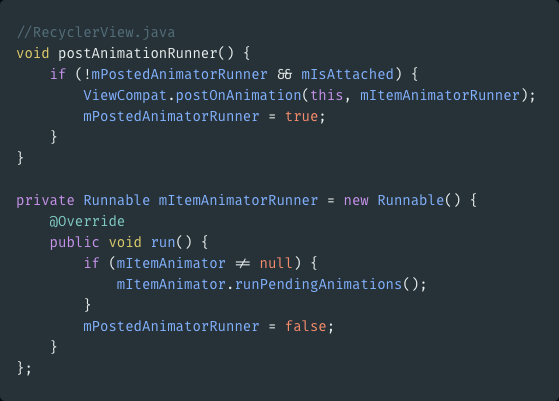 //RecyclerView.java
void postAnimationRunner() {
    if (!mPostedAnimatorRunner && mIsAttached) {
        ViewCompat.postOnAnimation(this, mItemAnimatorRunner);
        mPostedAnimatorRunner = true;
    }
}

private Runnable mItemAnimatorRunner = new Runnable() {
    @Override
    public void run() {
        if (mItemAnimator != null) {
            mItemAnimator.runPendingAnimations();
        }
        mPostedAnimatorRunner = false;
    }
};